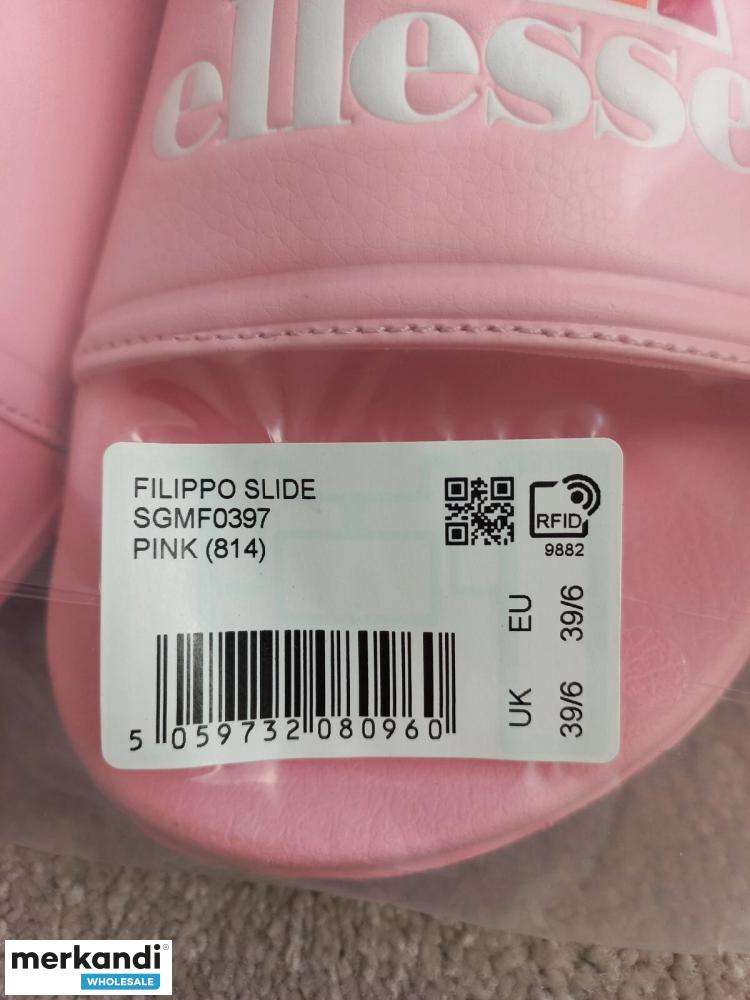 ellesse
FILIPPO SLIDE
SGMF0397
PINK (814)
RFID
9882
EU 39/6
UK 39/6
5 059732 080960
merkandi®
WHOLESALE